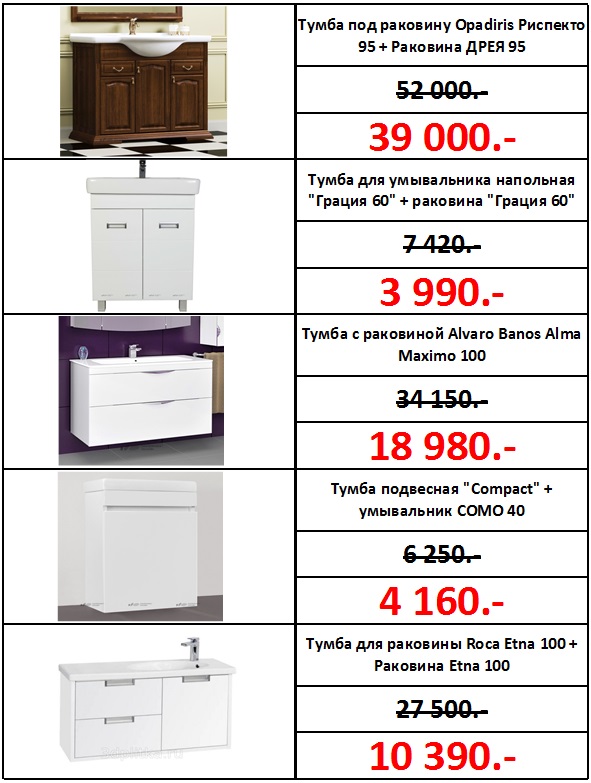 Тумба под раковину Opadiris Риспекто
95 + Раковина ДРЕЯ 95
52 000.-
39 000.-
Тумба для умывальника напольная
"Грация 60" + раковина "Грация 60"
7 420.-
3 990.-
Тумба с раковиной Alvaro Banos Alma
Maximo 100
34 150.-
18 980.-
Тумба подвесная "Compact" +
умывальник COMO 40
6 250.-
4 160.-
Тумба для раковины Roca Etna 100 +
Раковина Etna 100
27 500.-
10 390.-